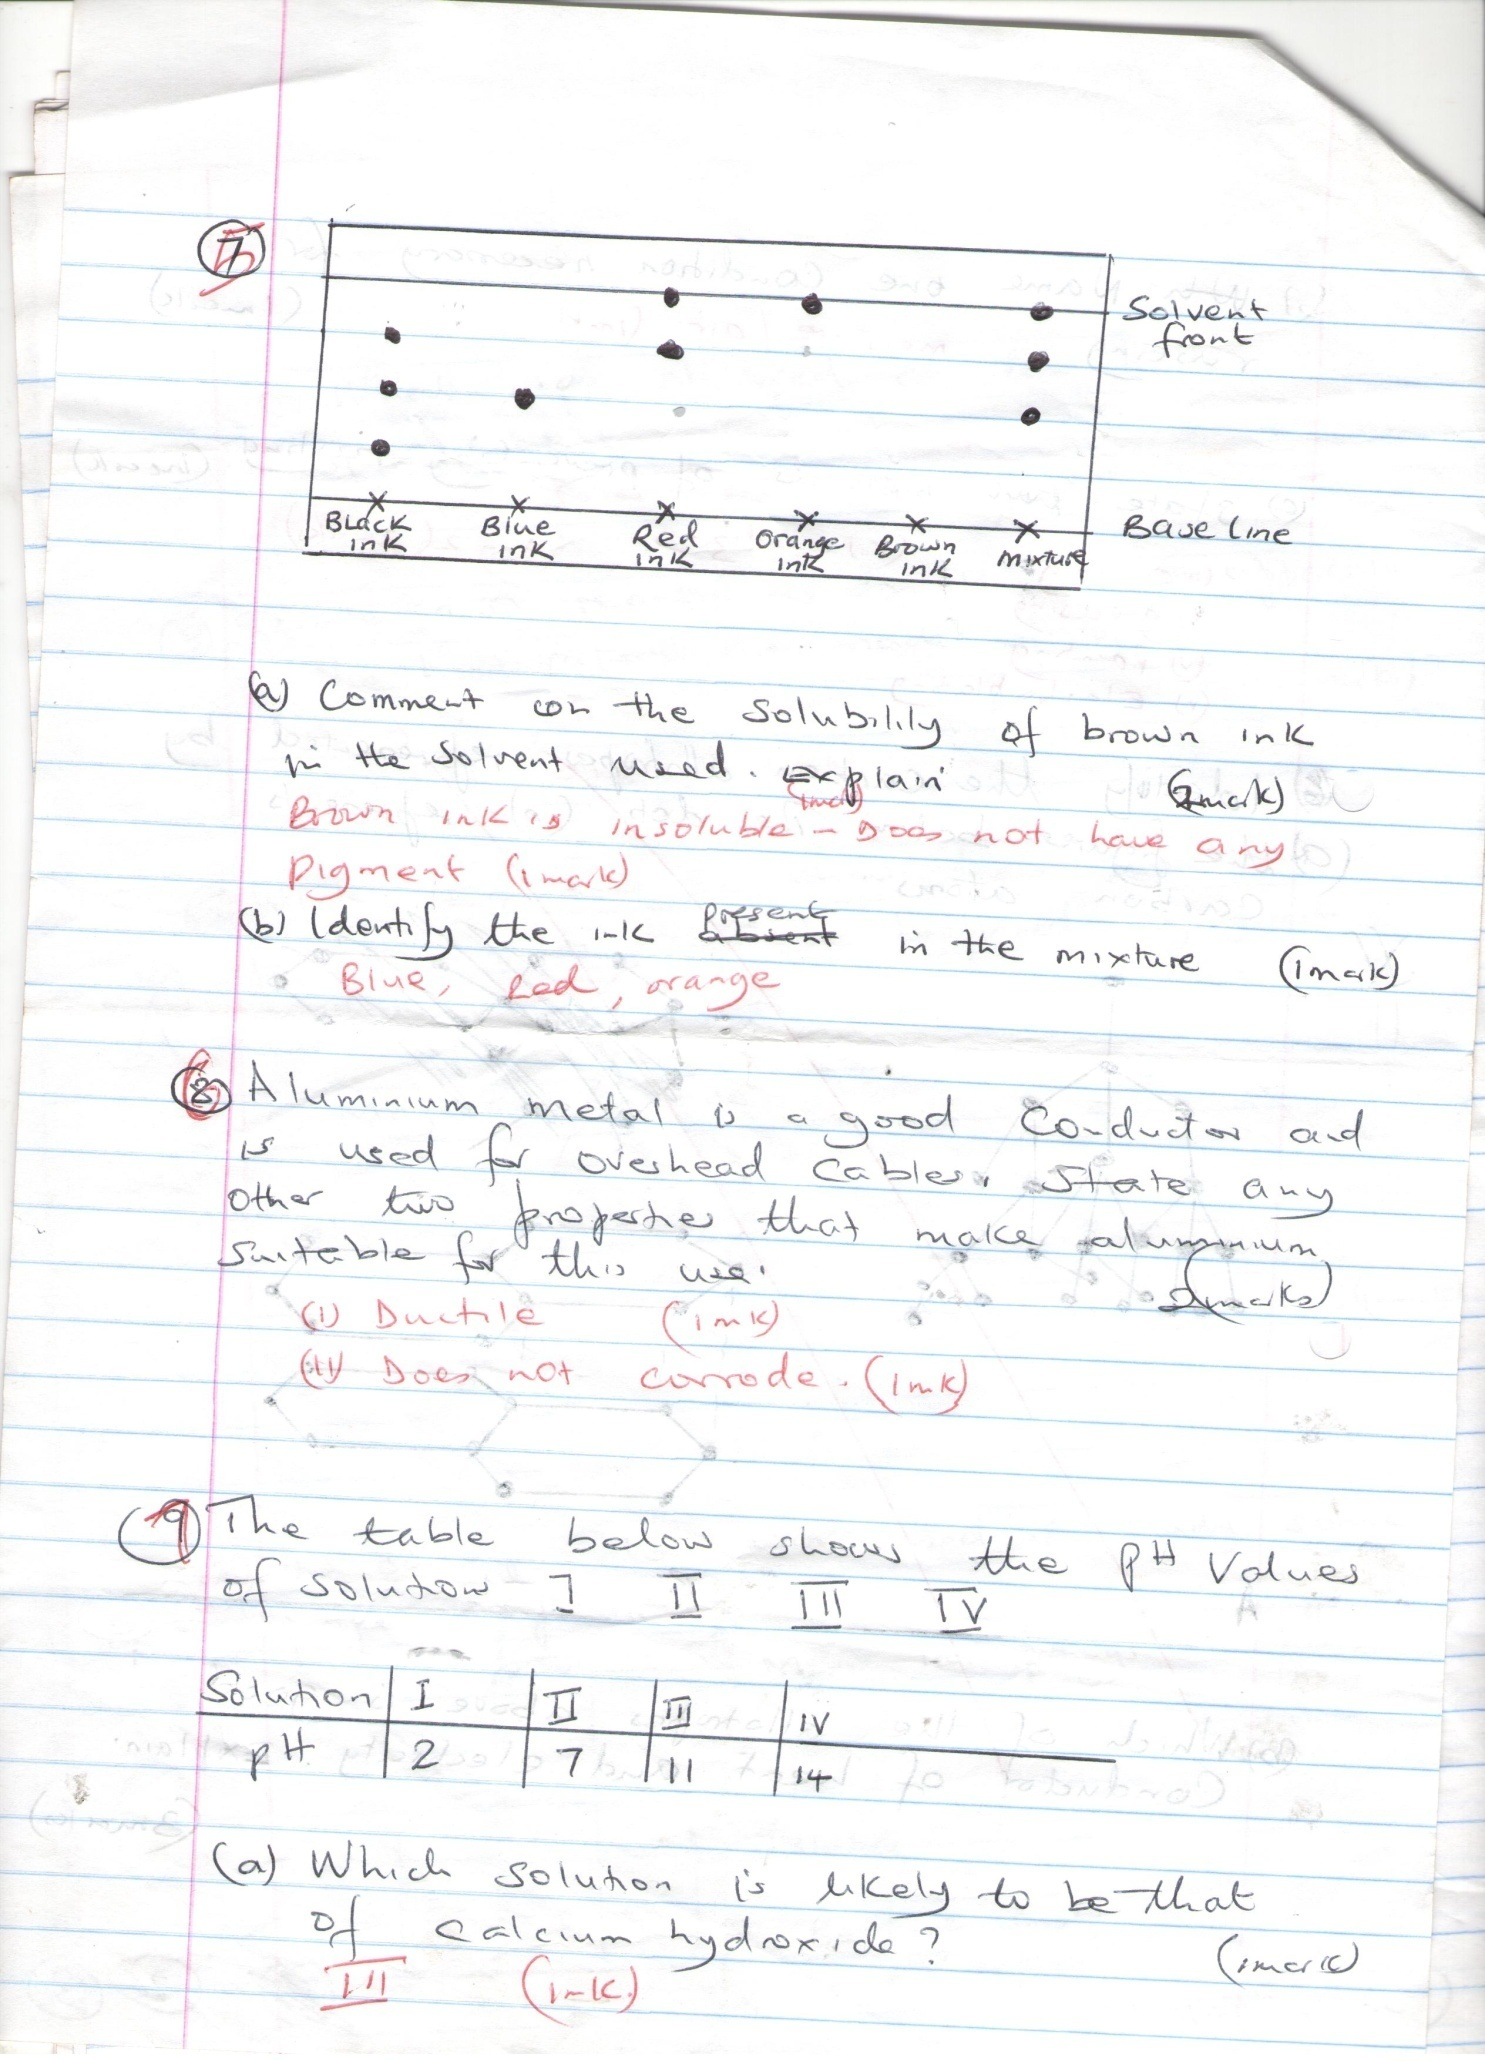 7
Solvent
front
Black
ink
Blue
ink
Red
ink
Orange
ink
Brown
ink
Mixture
Base line
(a) Comment on the solubility of brown ink
in the solvent used. Explain (2mark)
(1mark)
Brown ink is insoluble - Does not have any
Pigment (1mark)
present
(b) Identify the ink absent in the mixture (1mark)
Blue, Red, orange
8 Aluminium metal is a good Conductor and
is used for overhead cables. State any
other two properties that make aluminium
suitable for this use. (2marks)
(i) Ductile (1mk)
(ii) Does not corrode. (1mk)
9 The table below shows the pH Values
of solution I II III IV
Solution I II III IV
pH 2 7 11 14
(a) Which solution is likely to be that
of calcium hydroxide? (1mark)
III (1mk)